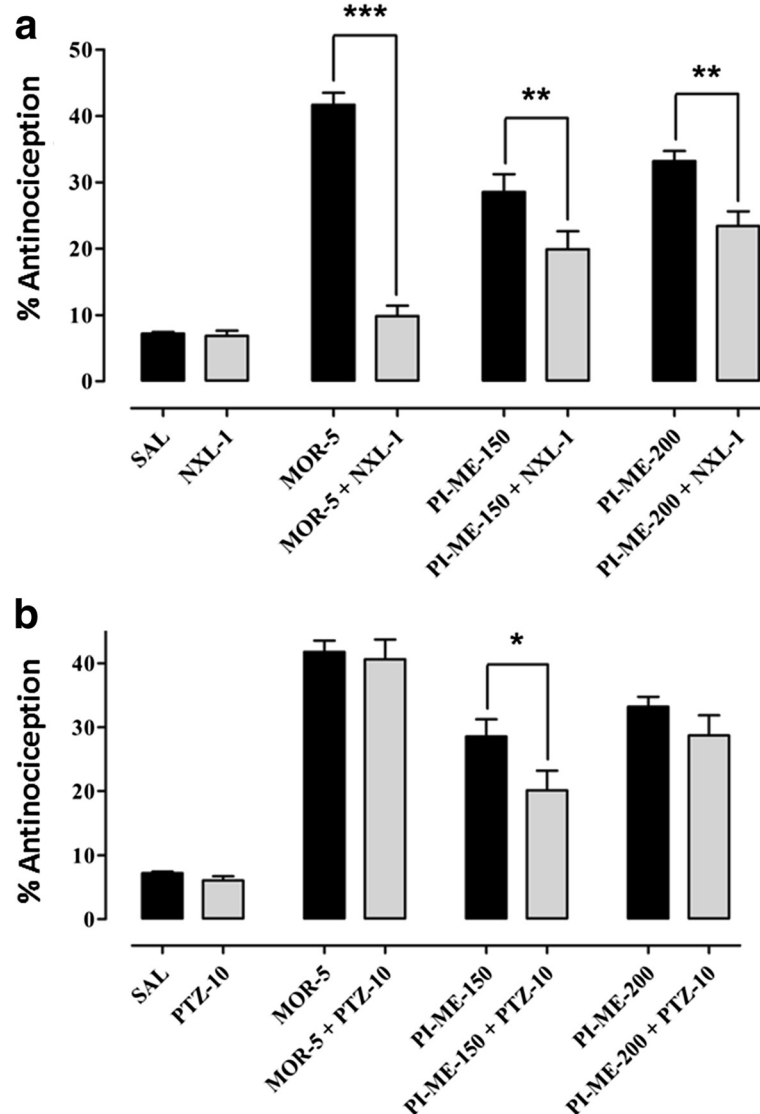 a
***
**
**
50
40
30
20
10
0
% Antinociception
SAL
NXL-1
MOR-5
MOR-5 + NXL-1
PI-ME-150
PI-ME-150 + NXL-1
PI-ME-200
PI-ME-200 + NXL-1
b
*
40
30
20
10
0
% Antinociception
SAL
PTZ-10
MOR-5
MOR-5 + PTZ-10
PI-ME-150
PI-ME-150 + PTZ-10
PI-ME-200
PI-ME-200 + PTZ-10